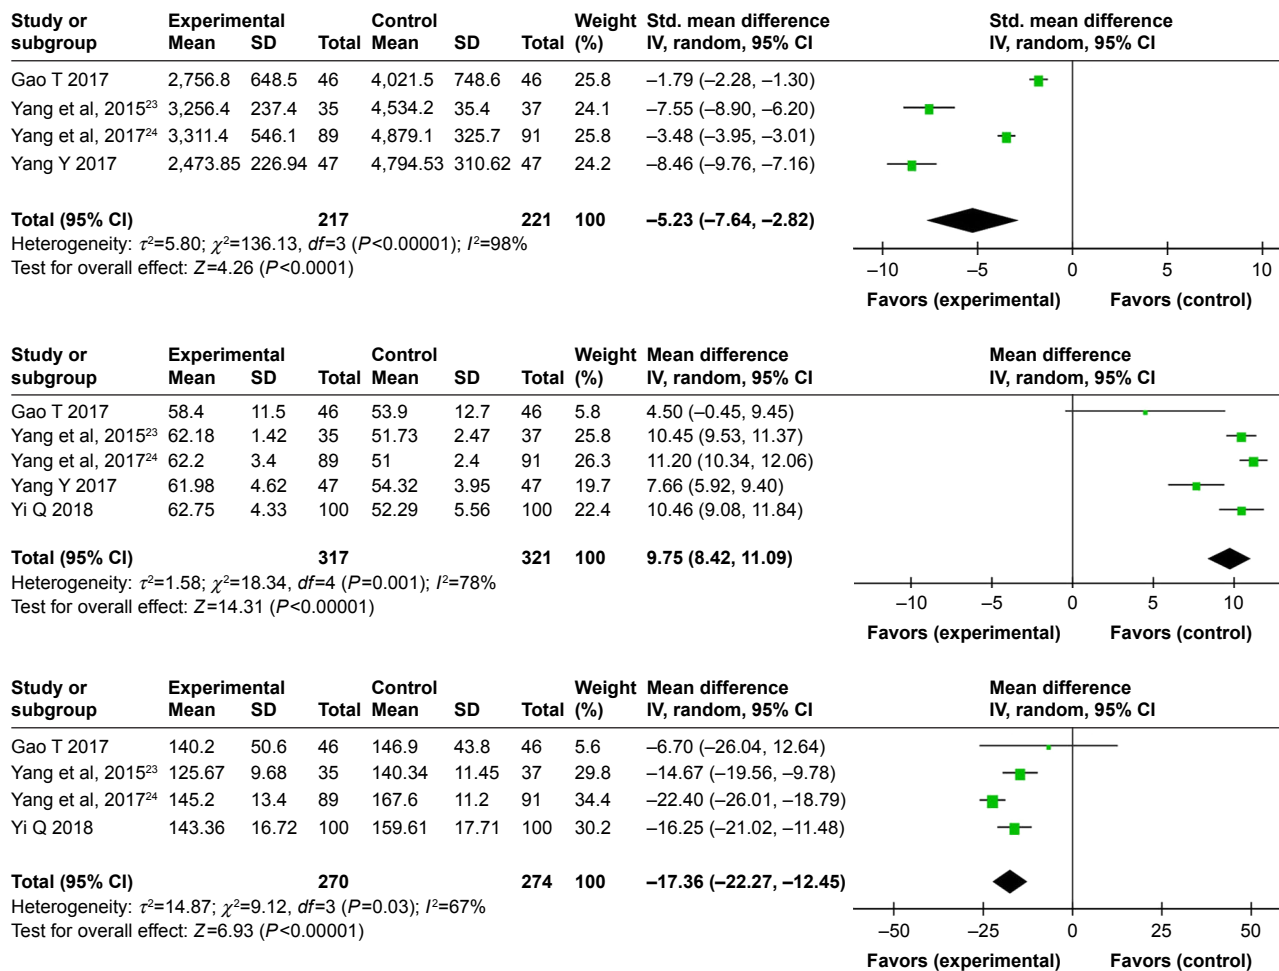 Study or Experimental Control Weight Std. mean difference Std. mean difference
subgroup Mean SD Total Mean SD Total (%) IV, random, 95% CI IV, random, 95% CI
Gao T 2017 2,756.8 648.5 46 4,021.5 748.6 46 25.8 –1.79 (–2.28, –1.30)
Yang et al, 2015²³ 3,256.4 237.4 35 4,534.2 35.4 37 24.1 –7.55 (–8.90, –6.20)
Yang et al, 2017²⁴ 3,311.4 546.1 89 4,879.1 325.7 91 25.8 –3.48 (–3.95, –3.01)
Yang Y 2017 2,473.85 226.94 47 4,794.53 310.62 47 24.2 –8.46 (–9.76, –7.16)
Total (95% CI) 217 221 100 –5.23 (–7.64, –2.82)
Heterogeneity: τ²=5.80; χ²=136.13, df=3 (P<0.00001); I²=98%
Test for overall effect: Z=4.26 (P<0.0001)
–10 –5 0 5 10
Favors (experimental) Favors (control)
Study or Experimental Control Weight Mean difference Mean difference
subgroup Mean SD Total Mean SD Total (%) IV, random, 95% CI IV, random, 95% CI
Gao T 2017 58.4 11.5 46 53.9 12.7 46 5.8 4.50 (–0.45, 9.45)
Yang et al, 2015²³ 62.18 1.42 35 51.73 2.47 37 25.8 10.45 (9.53, 11.37)
Yang et al, 2017²⁴ 62.2 3.4 89 51 2.4 91 26.3 11.20 (10.34, 12.06)
Yang Y 2017 61.98 4.62 47 54.32 3.95 47 19.7 7.66 (5.92, 9.40)
Yi Q 2018 62.75 4.33 100 52.29 5.56 100 22.4 10.46 (9.08, 11.84)
Total (95% CI) 317 321 100 9.75 (8.42, 11.09)
Heterogeneity: τ²=1.58; χ²=18.34, df=4 (P=0.001); I²=78%
Test for overall effect: Z=14.31 (P<0.00001)
–10 –5 0 5 10
Favors (experimental) Favors (control)
Study or Experimental Control Weight Mean difference Mean difference
subgroup Mean SD Total Mean SD Total (%) IV, random, 95% CI IV, random, 95% CI
Gao T 2017 140.2 50.6 46 146.9 43.8 46 5.6 –6.70 (–26.04, 12.64)
Yang et al, 2015²³ 125.67 9.68 35 140.34 11.45 37 29.8 –14.67 (–19.56, –9.78)
Yang et al, 2017²⁴ 145.2 13.4 89 167.6 11.2 91 34.4 –22.40 (–26.01, –18.79)
Yi Q 2018 143.36 16.72 100 159.61 17.71 100 30.2 –16.25 (–21.02, –11.48)
Total (95% CI) 270 274 100 –17.36 (–22.27, –12.45)
Heterogeneity: τ²=14.87; χ²=9.12, df=3 (P=0.03); I²=67%
Test for overall effect: Z=6.93 (P<0.00001)
–50 –25 0 25 50
Favors (experimental) Favors (control)